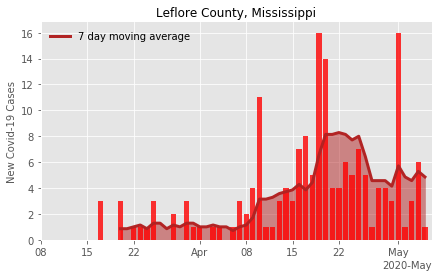 Leflore County, Mississippi
7 day moving average
New Covid-19 Cases
16
14
12
10
8
6
4
2
0
08 15 22 Apr 08 15 22 May
2020-May